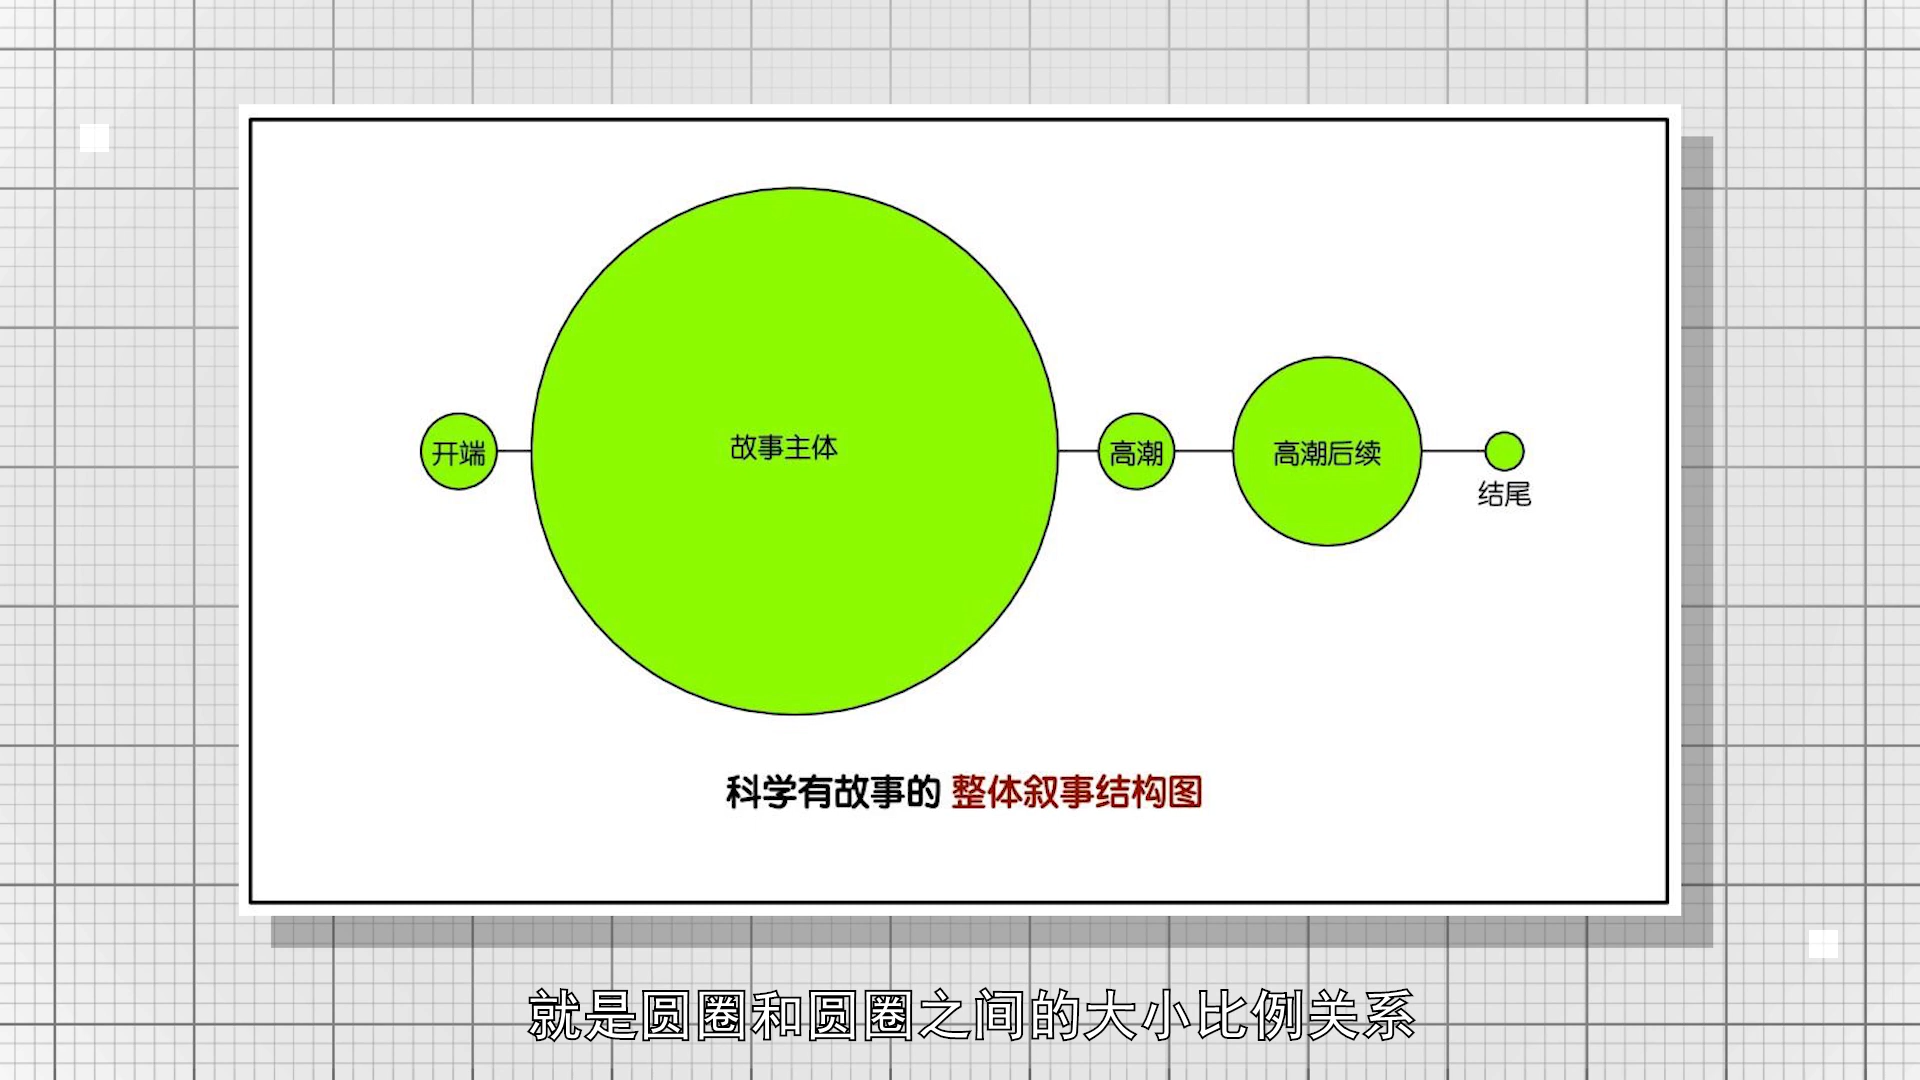 开端
故事主体
高潮
高潮后续
结尾
科学有故事的 整体叙事结构图
就是圆圈和圆圈之间的大小比例关系